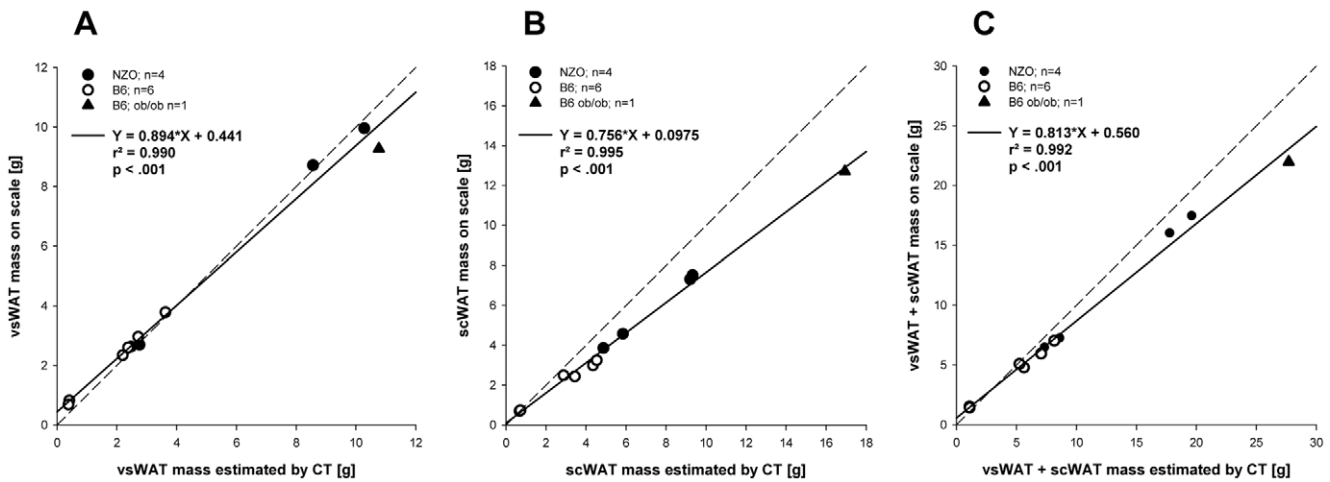 A
B
C
NZO; n=4
B6; n=6
B6; ob/ob n=1
Y = 0.894*X + 0.441
r² = 0.990
p < .001
12
10
8
6
4
2
0
0 2 4 6 8 10 12
vsWAT mass on scale [g]
vsWAT mass estimated by CT [g]
NZO; n=4
B6; n=6
B6 ob/ob; n=1
Y = 0.756*X + 0.0975
r² = 0.995
p < .001
18
16
14
12
10
8
6
4
2
0
0 2 4 6 8 10 12 14 16 18
scWAT mass on scale [g]
scWAT mass estimated by CT [g]
NZO; n=4
B6; n=6
B6 ob/ob; n=1
Y = 0.813*X + 0.560
r² = 0.992
p < .001
30
25
20
15
10
5
0
0 5 10 15 20 25 30
vsWAT + scWAT mass on scale [g]
vsWAT + scWAT mass estimated by CT [g]